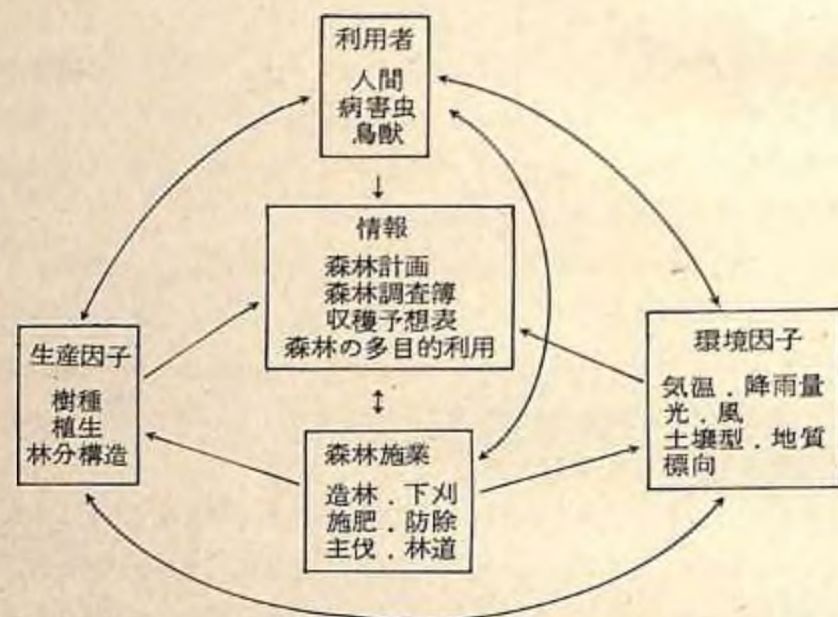 利用者
人間
病害虫
鳥獣
情報
森林計画
森林調査簿
収穫予想表
森林の多目的利用
生産因子
樹種
植生
林分構造
環境因子
気温．降雨量
光．風
土壌型．地質
標向
森林施業
造林．下刈
施肥．防除
主伐．林道